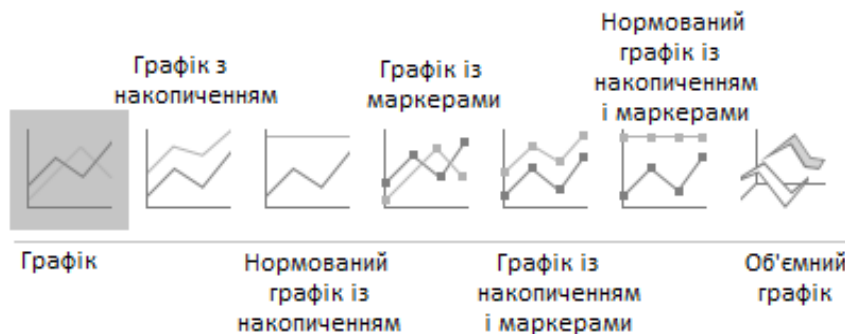 Графік з
накопиченням
Графік із
маркерами
Нормований
графік із
накопиченням
і маркерами
Графік
Нормований
графік із
накопиченням
Графік із
накопиченням
і маркерами
Об'ємний
графік